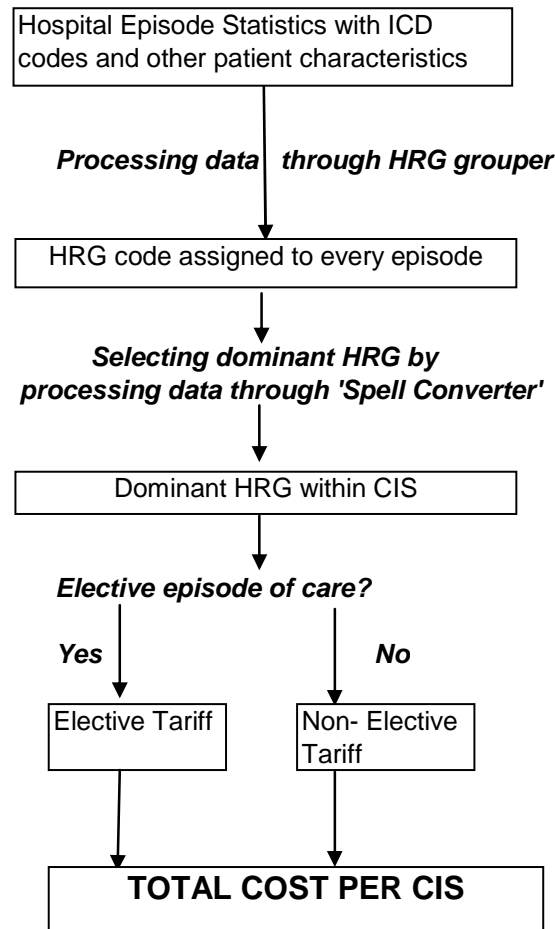 Hospital Episode Statistics with ICD
codes and other patient characteristics
Processing data through HRG grouper
HRG code assigned to every episode
Selecting dominant HRG by
processing data through 'Spell Converter'
Dominant HRG within CIS
Elective episode of care?
Yes
No
Elective Tariff
Non- Elective
Tariff
TOTAL COST PER CIS